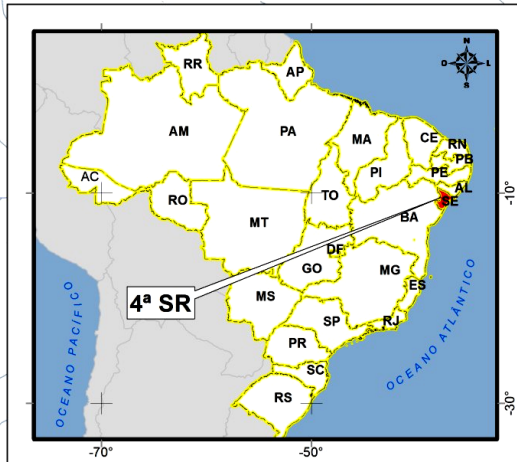 N
O L
S
RR
AP
AM
PA
MA
CE
RN
PB
PE
PI
AL
AC
SE
RO
TO
BA
MT
DF
GO
MG
ES
MS
SP
RJ
PR
SC
RS
4ª SR
OCEANO PACÍFICO
OCEANO ATLÂNTICO
-10°
-30°
-70°
-50°